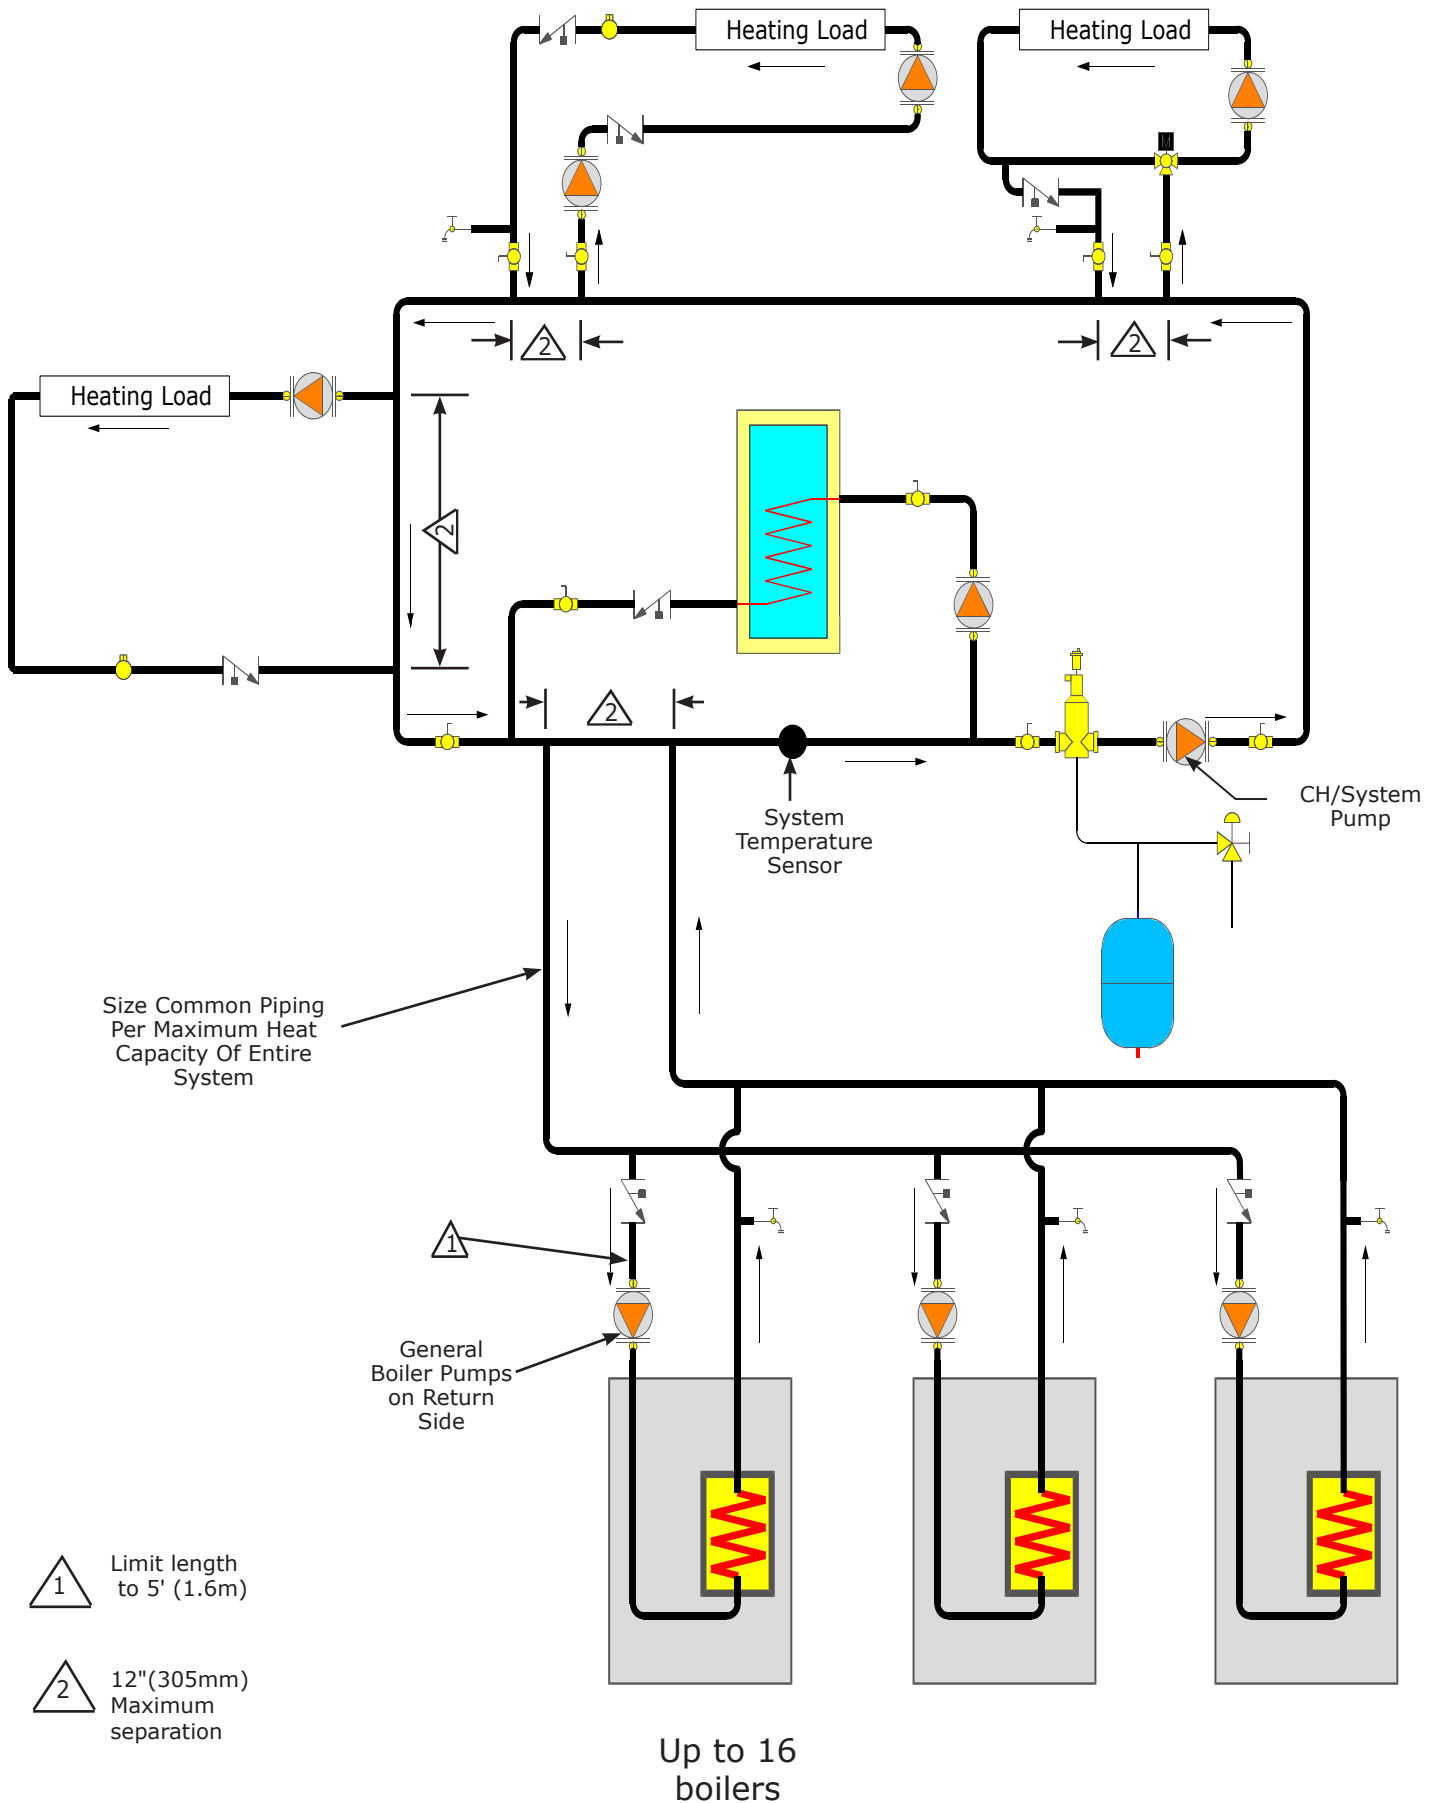 Heating Load
Heating Load
M
2
2
Heating Load
2
2
System
Temperature
Sensor
CH/System
Pump
Size Common Piping
Per Maximum Heat
Capacity Of Entire
System
1
General
Boiler Pumps
on Return
Side
1
Limit length
to 5' (1.6m)
2
12"(305mm)
Maximum
separation
Up to 16
boilers